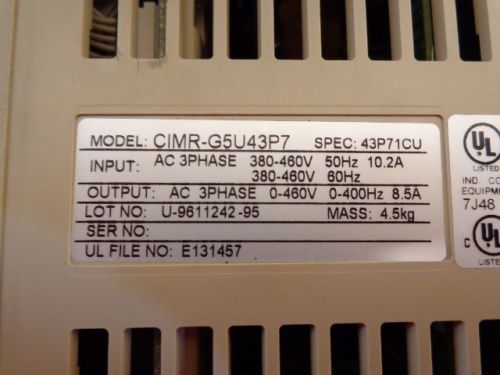 MODEL: CIMR-G5U43P7 SPEC: 43P71CU
INPUT: AC 3PHASE 380-460V 50Hz 10.2A
380-460V 60Hz
OUTPUT: AC 3PHASE 0-460V 0-400Hz 8.5A
LOT NO: U-9611242-95 MASS: 4.5kg
SER NO:
UL FILE NO: E131457
UL
LISTED
IND. CO
EQUIPMEN
7J48
C UL
LISTE